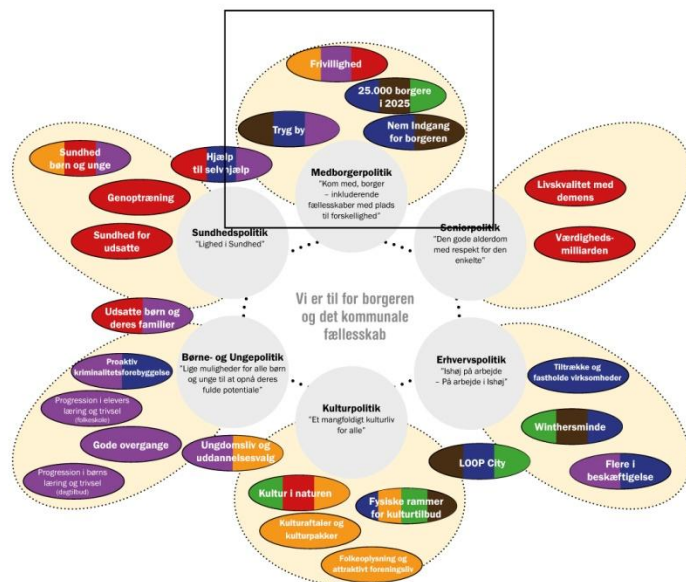 Frivillighed
25.000 borgere
i 2025
Tryg by
Nem Indgang
for borgeren
Medborgerpolitik
"Kom med, borger
– inkluderende
fællesskaber med plads
til forskellighed"
Sundhed
børn og unge
Hjælp
til selvhjælp
Genoptræning
Sundhed for
udsatte
Sundhedspolitik
"Lighed i Sundhed"
Seniorpolitik
"Den gode alderdom
med respekt for den
enkelte"
Livskvalitet med
demens
Værdigheds-
milliarden
Vi er til for borgeren
og det kommunale
fællesskab
Udsatte børn og
deres familier
Børne- og Ungepolitik
"Lige muligheder for alle børn
og unge til at opnå deres
fulde potentiale"
Proaktiv
kriminalitetsforebyggelse
Progression i elevers
læring og trivsel
(folkeskole)
Gode overgange
Progression i børns
læring og trivsel
(dagtilbud)
Ungdomsliv og
uddannelsesvalg
Kulturpolitik
"Et mangfoldigt kulturliv
for alle"
Erhvervspolitik
"Ishøj på arbejde
– På arbejde i Ishøj"
Tiltrække og
fastholde virksomheder
Winthersminde
LOOP City
Flere i
beskæftigelse
Kultur i naturen
Fysiske rammer
for kulturtilbud
Kulturaftaler og
kulturpakker
Folkeoplysning og
attraktivt foreningsliv